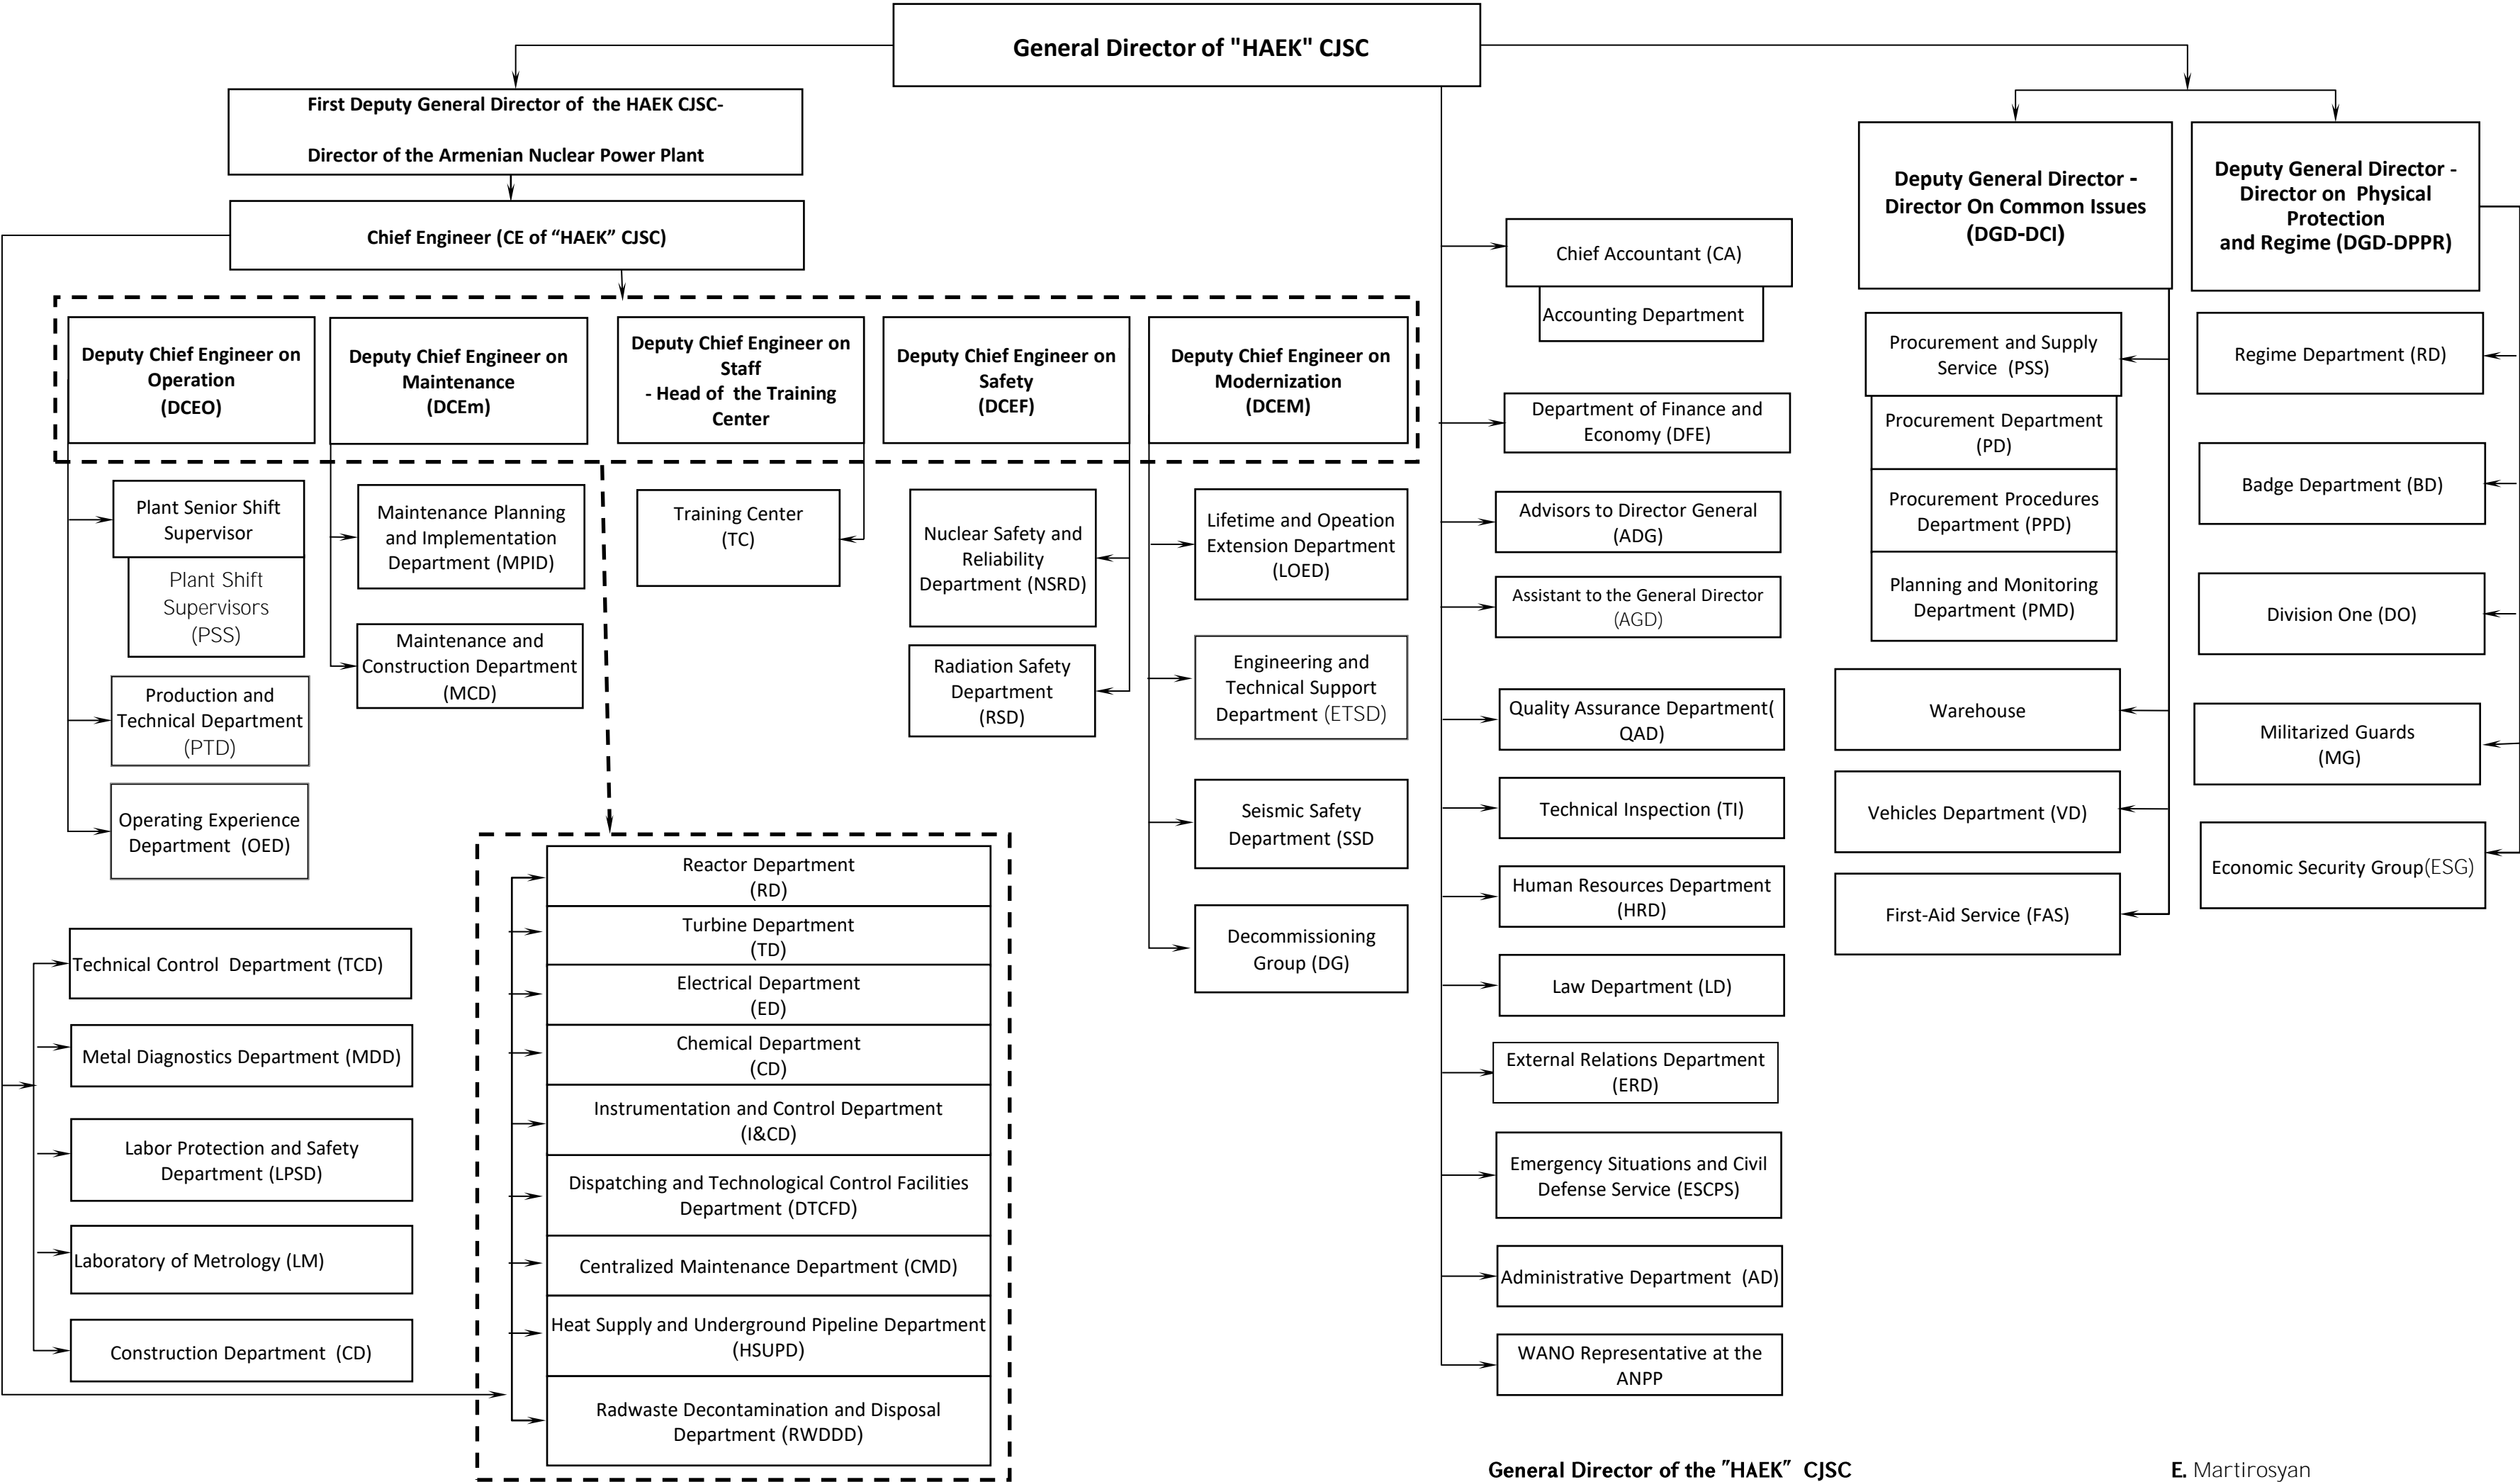 General Director of "HAEK" CJSC
First Deputy General Director of the HAEK CJSC-
Director of the Armenian Nuclear Power Plant
Chief Engineer (CE of “HAEK” CJSC)
Deputy Chief Engineer on
Operation
(DCEO)
Deputy Chief Engineer on
Maintenance
(DCEm)
Deputy Chief Engineer on
Staff
- Head of the Training
Center
Deputy Chief Engineer on
Safety
(DCEF)
Deputy Chief Engineer on
Modernization
(DCEM)
Plant Senior Shift
Supervisor
Plant Shift
Supervisors
(PSS)
Production and
Technical Department
(PTD)
Operating Experience
Department (OED)
Maintenance Planning
and Implementation
Department (MPID)
Maintenance and
Construction Department
(MCD)
Training Center
(TC)
Nuclear Safety and
Reliability
Department (NSRD)
Radiation Safety
Department
(RSD)
Lifetime and Opeation
Extension Department
(LOED)
Engineering and
Technical Support
Department (ETSD)
Seismic Safety
Department (SSD
Decommissioning
Group (DG)
Technical Control Department (TCD)
Metal Diagnostics Department (MDD)
Labor Protection and Safety
Department (LPSD)
Laboratory of Metrology (LM)
Construction Department (CD)
Reactor Department
(RD)
Turbine Department
(TD)
Electrical Department
(ED)
Chemical Department
(CD)
Instrumentation and Control Department
(I&CD)
Dispatching and Technological Control Facilities
Department (DTCFD)
Centralized Maintenance Department (CMD)
Heat Supply and Underground Pipeline Department
(HSUPD)
Radwaste Decontamination and Disposal
Department (RWDDD)
Chief Accountant (CA)
Accounting Department
Department of Finance and
Economy (DFE)
Advisors to Director General
(ADG)
Assistant to the General Director
(AGD)
Quality Assurance Department(
QAD)
Technical Inspection (TI)
Human Resources Department
(HRD)
Law Department (LD)
External Relations Department
(ERD)
Emergency Situations and Civil
Defense Service (ESCPS)
Administrative Department (AD)
WANO Representative at the
ANPP
Deputy General Director -
Director On Common Issues
(DGD-DCI)
Procurement and Supply
Service (PSS)
Procurement Department
(PD)
Procurement Procedures
Department (PPD)
Planning and Monitoring
Department (PMD)
Warehouse
Vehicles Department (VD)
First-Aid Service (FAS)
Deputy General Director -
Director on Physical
Protection
and Regime (DGD-DPPR)
Regime Department (RD)
Badge Department (BD)
Division One (DO)
Militarized Guards
(MG)
Economic Security Group(ESG)
General Director of the "HAEK" CJSC
E. Martirosyan